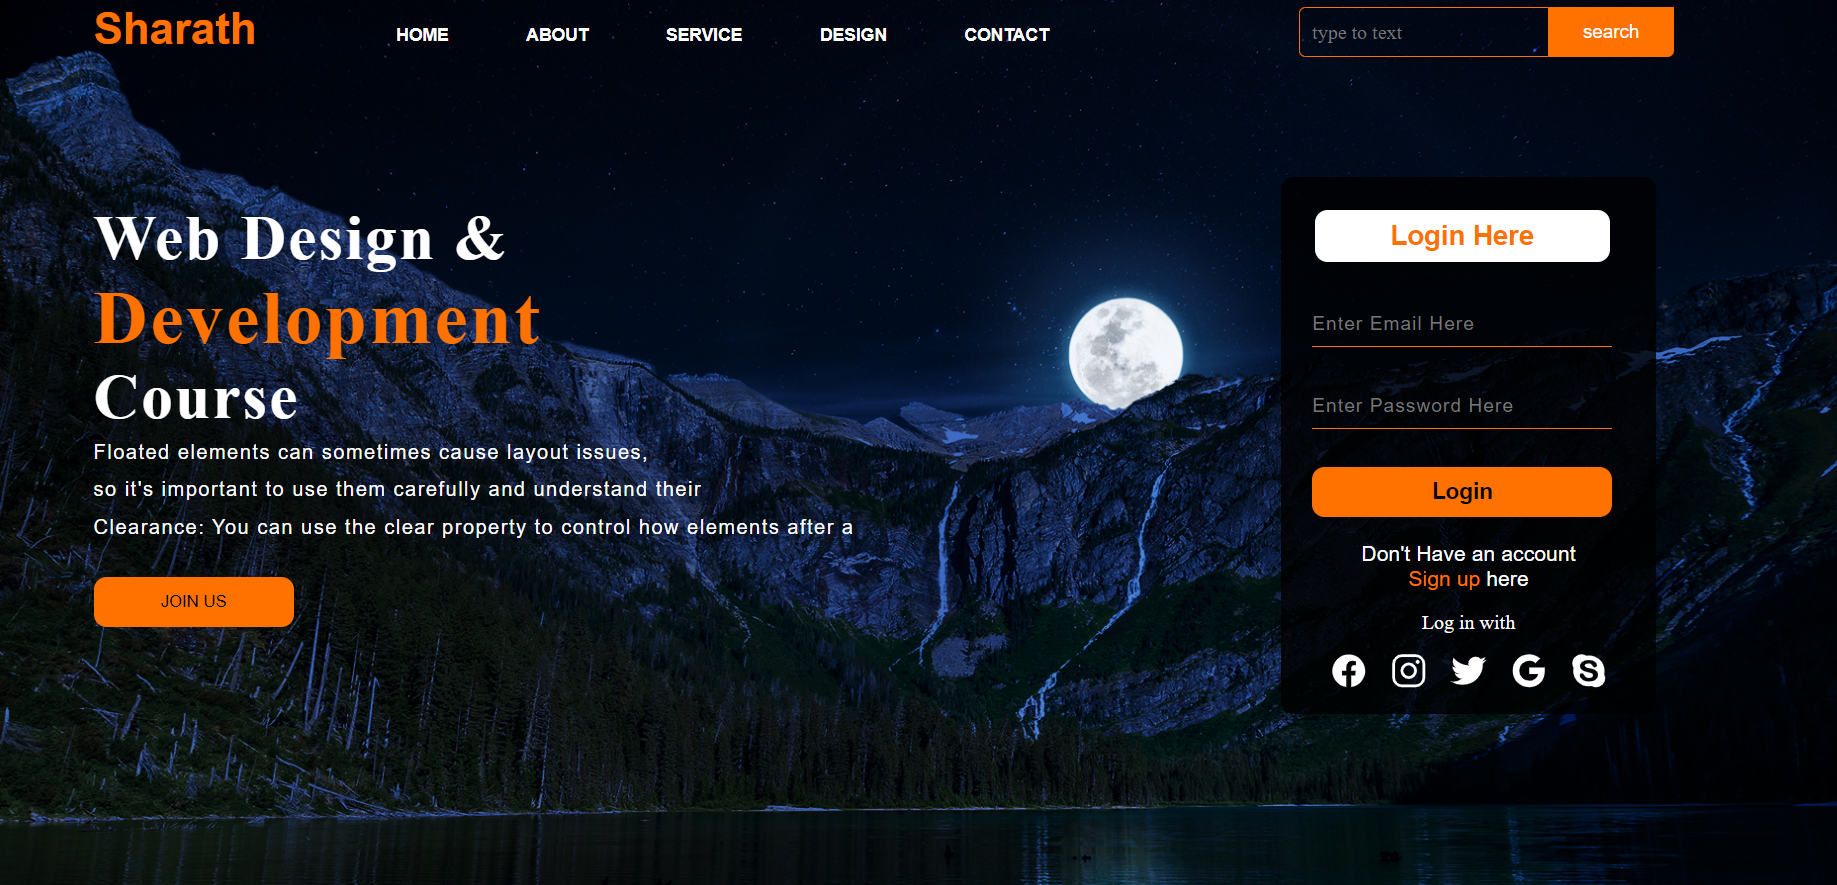 Sharath
HOME ABOUT SERVICE DESIGN CONTACT
type to text search
Web Design &
Development
Course
Floated elements can sometimes cause layout issues,
so it's important to use them carefully and understand their
Clearance: You can use the clear property to control how elements after a
JOIN US
Login Here
Enter Email Here
Enter Password Here
Login
Don't Have an account
Sign up here
Log in with